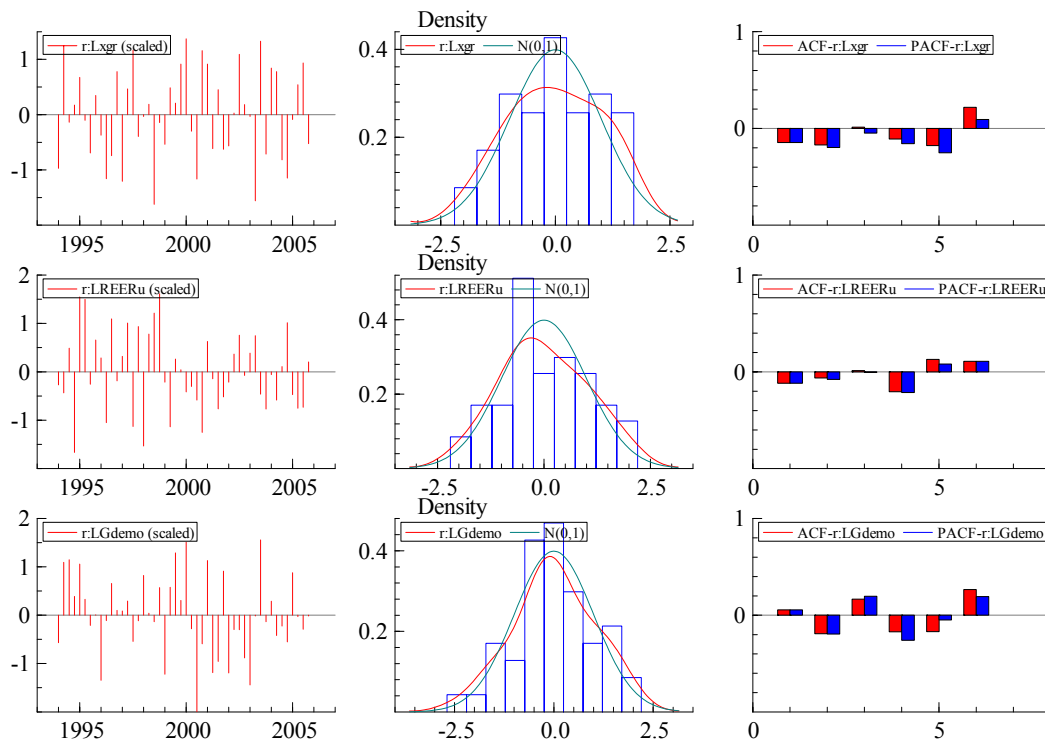 Density
r:Lxgr (scaled) r:Lxgr N(0,1) ACF-r:Lxgr PACF-r:Lxgr
1 0.4
0 0.2 0
-1
1995 2000 2005 -2.5 0.0 2.5 0 5
Density
2 1
r:LREERu (scaled) r:LREERu N(0,1) ACF-r:LREERu PACF-r:LREERu
1 0.4
0 0.2 0
-1
1995 2000 2005 -2.5 0.0 2.5 0 5
Density
2 1
r:LGdemo (scaled) r:LGdemo N(0,1) ACF-r:LGdemo PACF-r:LGdemo
1 0.4
0 0.2 0
-1
1995 2000 2005 -2.5 0.0 2.5 0 5